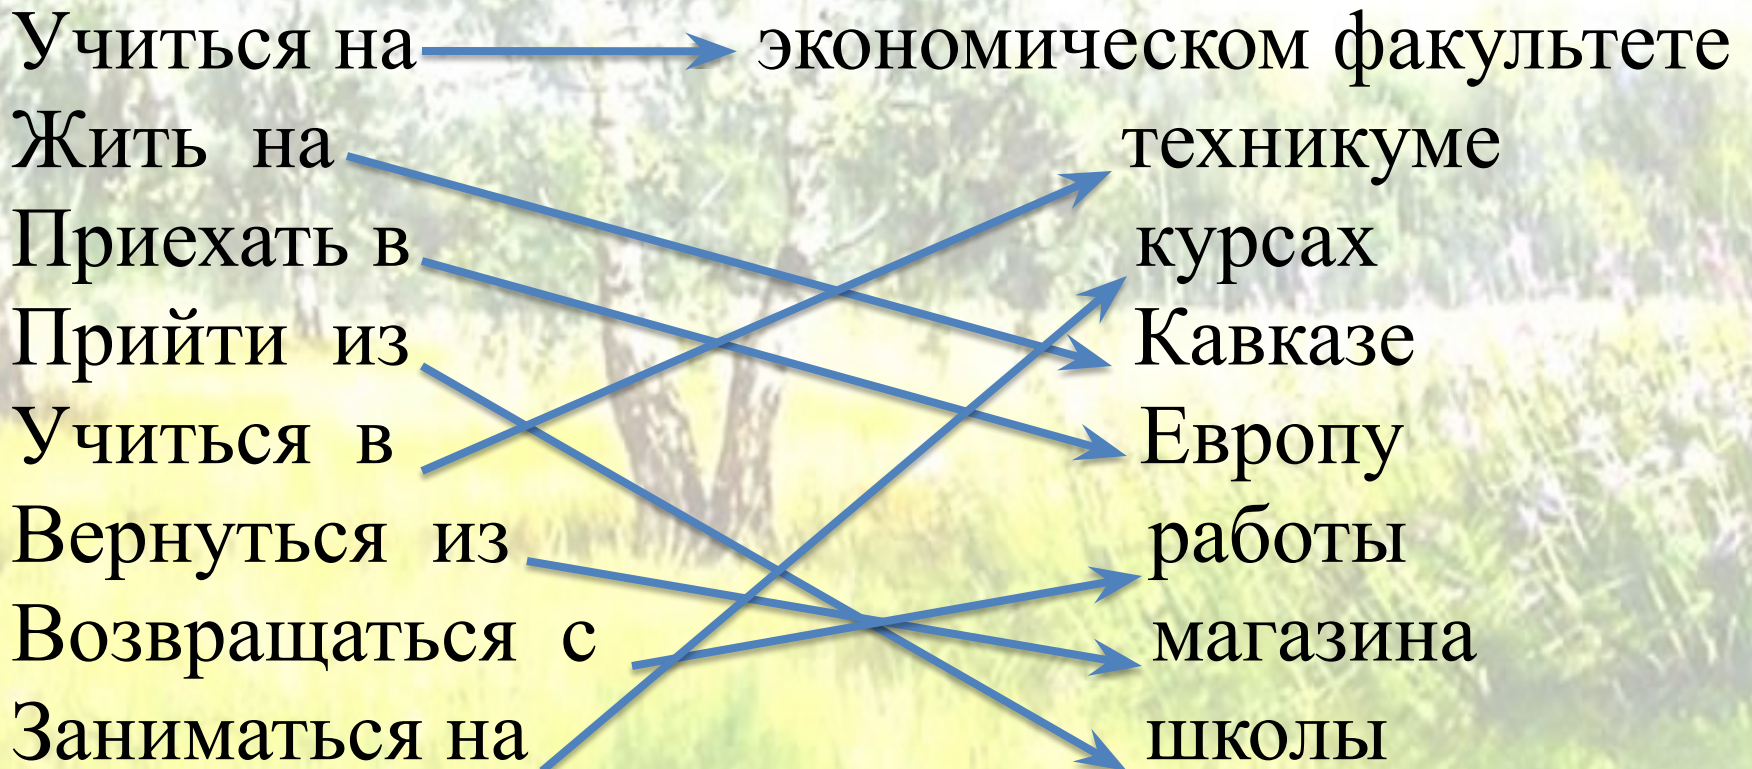 Учиться на экономическом факультете
Жить на техникуме
Приехать в курсах
Прийти из Кавказе
Учиться в Европу
Вернуться из работы
Возвращаться с магазина
Заниматься на школы